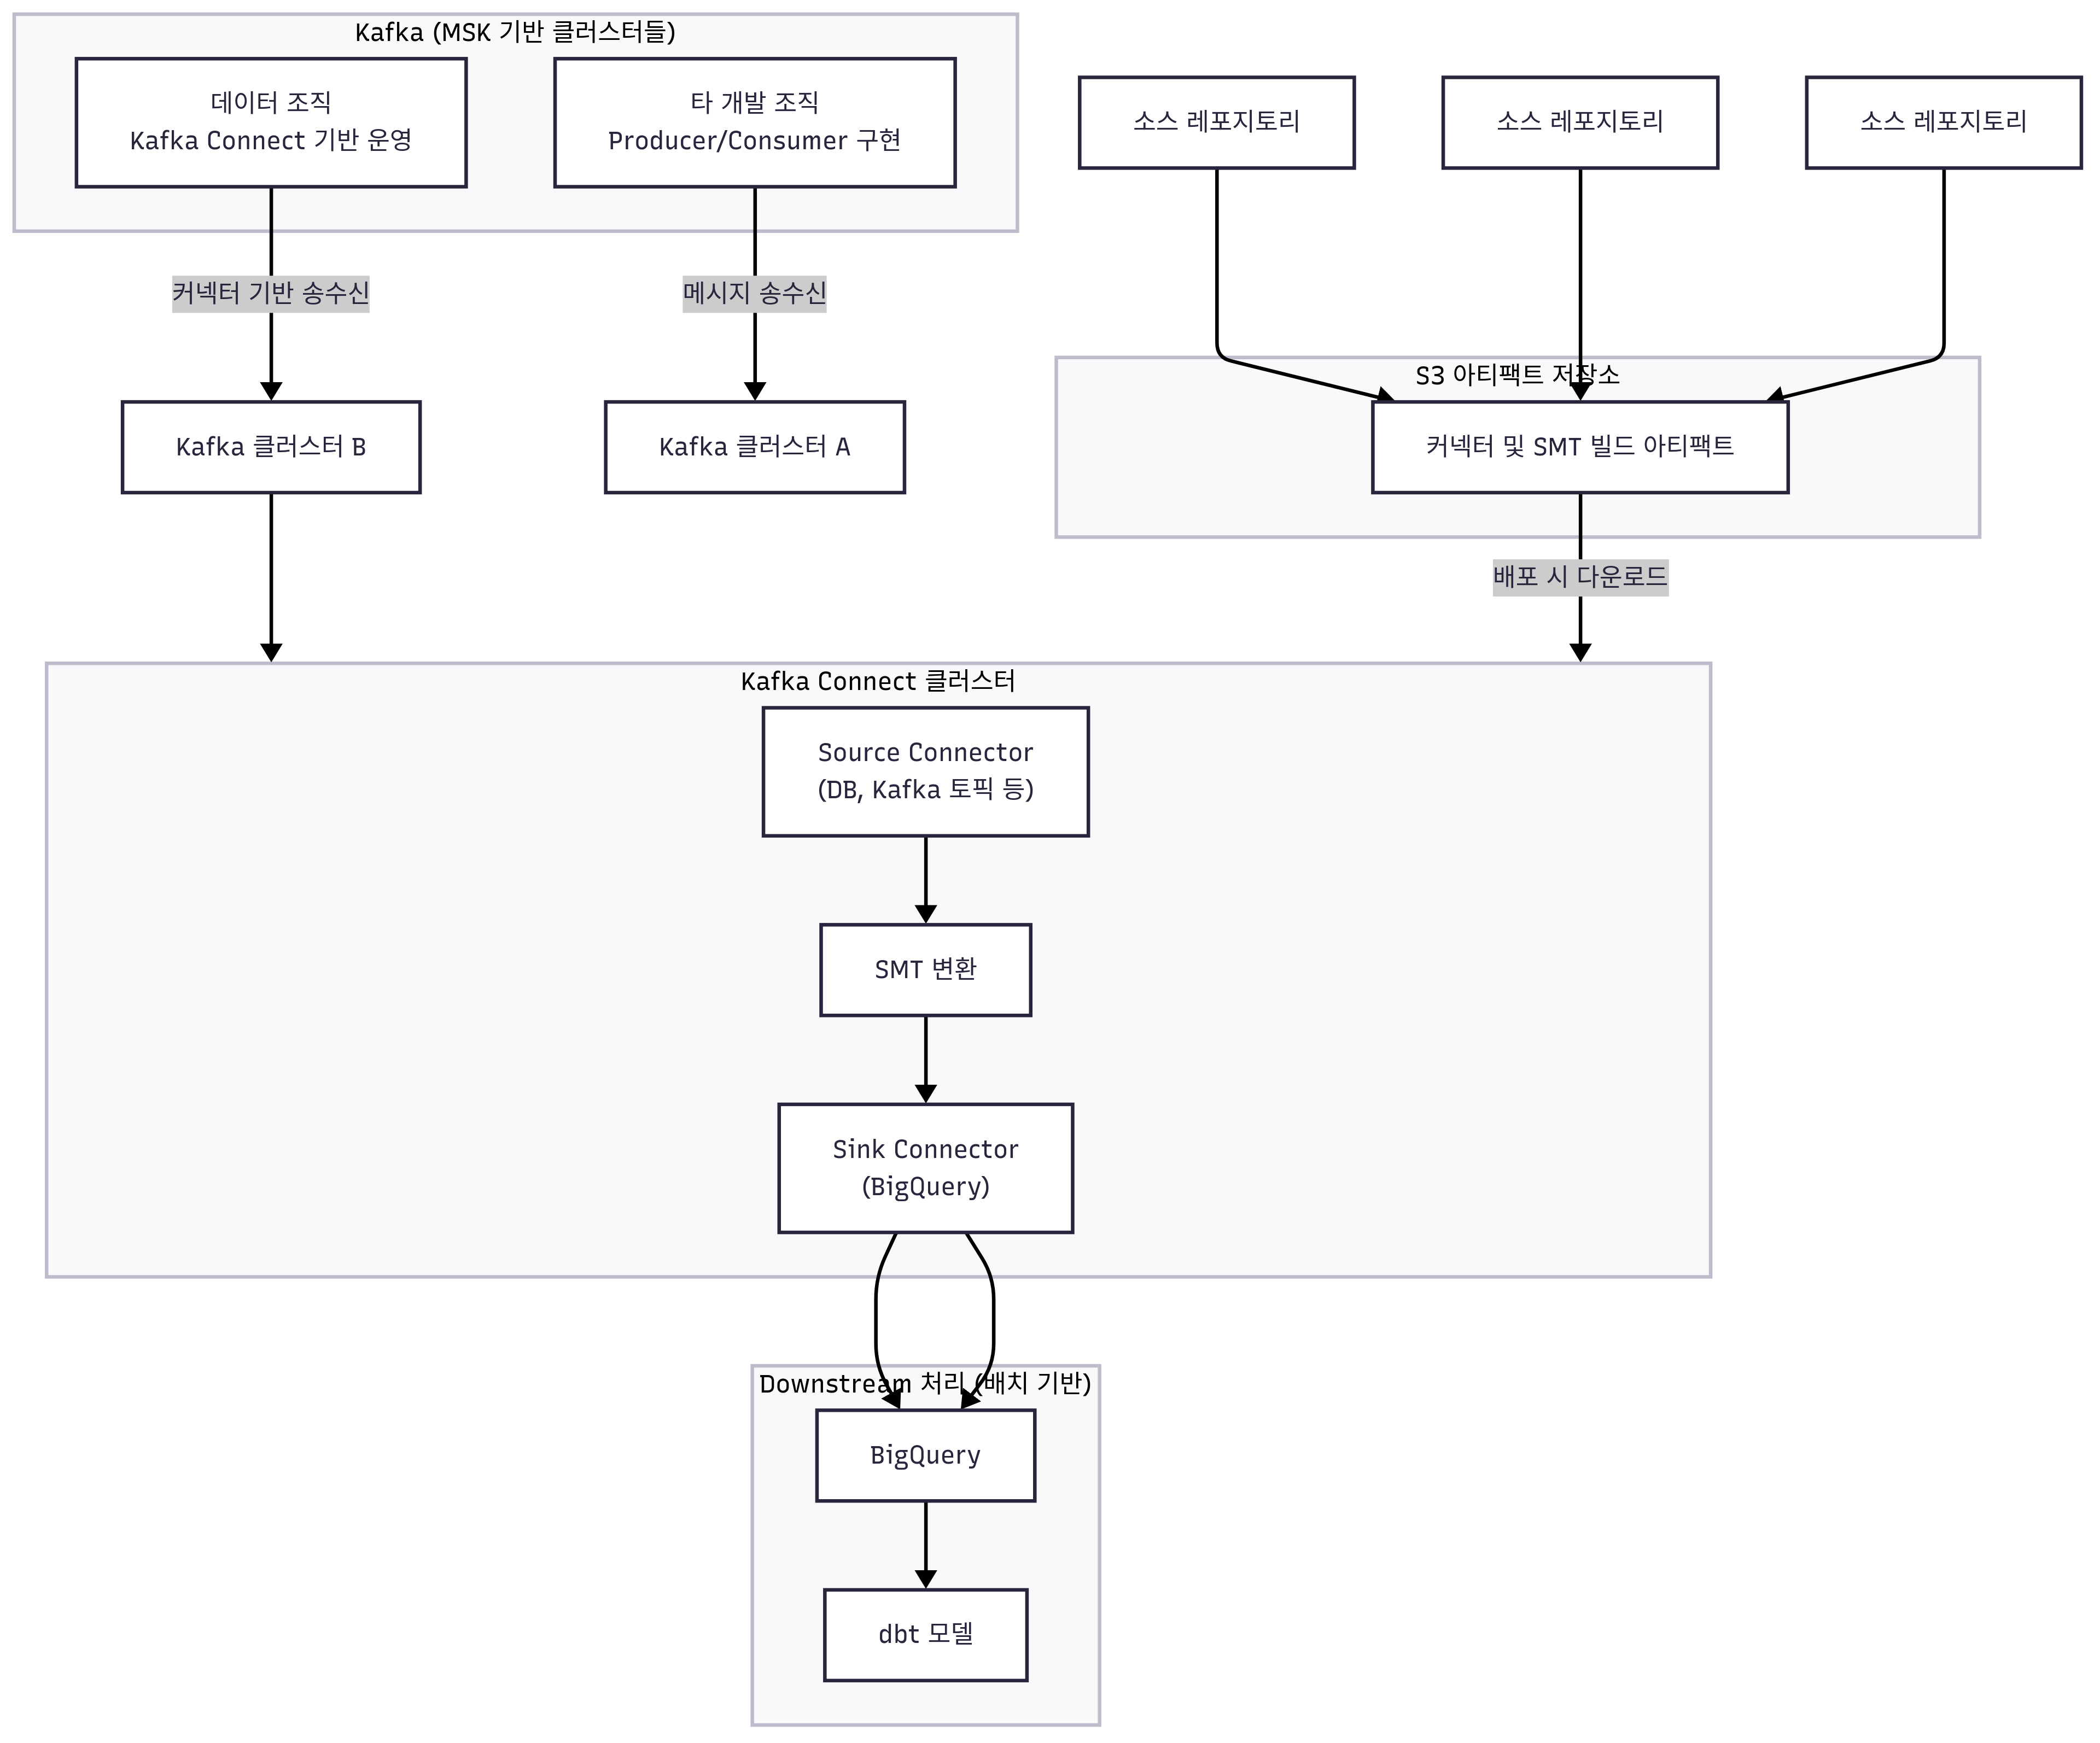 Kafka (MSK 기반 클러스터들)
데이터 조직
Kafka Connect 기반 운영
타 개발 조직
Producer/Consumer 구현
소스 레포지토리
소스 레포지토리
소스 레포지토리
커넥터 기반 송수신
메시지 송수신
S3 아티팩트 저장소
Kafka 클러스터 B
Kafka 클러스터 A
커넥터 및 SMT 빌드 아티팩트
배포 시 다운로드
Kafka Connect 클러스터
Source Connector
(DB, Kafka 토픽 등)
SMT 변환
Sink Connector
(BigQuery)
Downstream 처리 (배치 기반)
BigQuery
dbt 모델